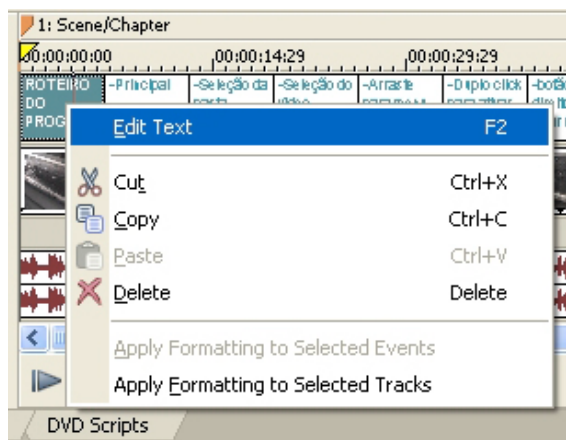 1: Scene/Chapter
00:00:00:00 00:00:14:29 00:00:29:29
ROTEIRO -Principal -Seleção da -Seleção do -Arraste -Duplo click
DO
PROG
Edit Text F2
Cut Ctrl+X
Copy Ctrl+C
Paste Ctrl+V
Delete Delete
Apply Formatting to Selected Events
Apply Formatting to Selected Tracks
DVD Scripts